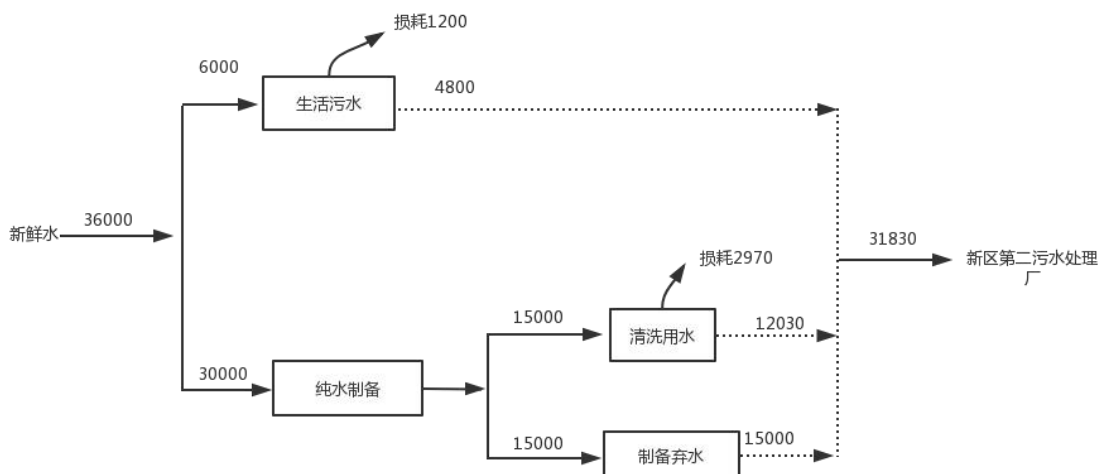 损耗1200
6000
生活污水
4800
新鲜水
36000
31830
新区第二污水处理
厂
损耗2970
15000
清洗用水
12030
30000
纯水制备
15000
制备弃水
15000